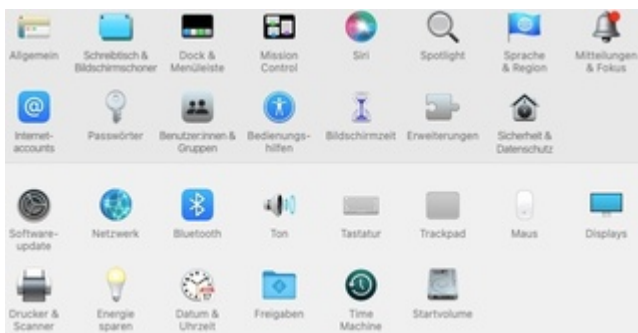 Allgemein
Schreibtisch &
Bildschirmschoner
Dock &
Menüleiste
Mission
Control
Siri
Spotlight
Sprache
& Region
Mitteilungen
& Fokus
Internet-
accounts
Passwörter
Benutzer:innen &
Gruppen
Bedienungs-
hilfen
Bildschirmzeit
Erweiterungen
Sicherheit &
Datenschutz
Software-
update
Netzwerk
Bluetooth
Ton
Tastatur
Trackpad
Maus
Displays
Drucker &
Scanner
Energie
sparen
Datum &
Uhrzeit
Freigaben
Time
Machine
Startvolume